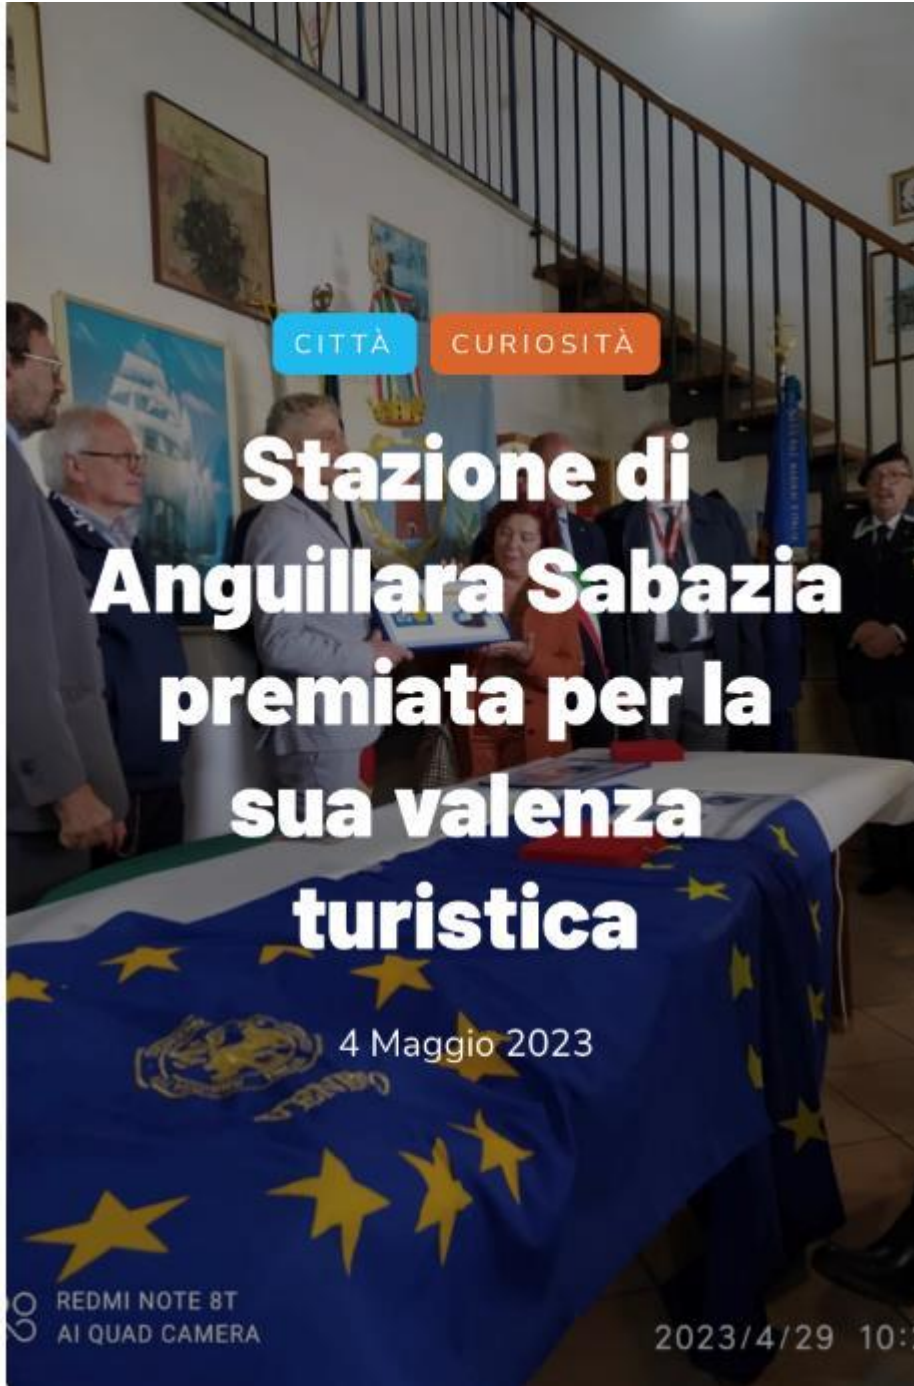 CITTÀ CURIOSITÀ
Stazione di
Anguillara Sabazia
premiata per la
sua valenza
turistica
4 Maggio 2023
REDMI NOTE 8T
AI QUAD CAMERA
2023/4/29 10: